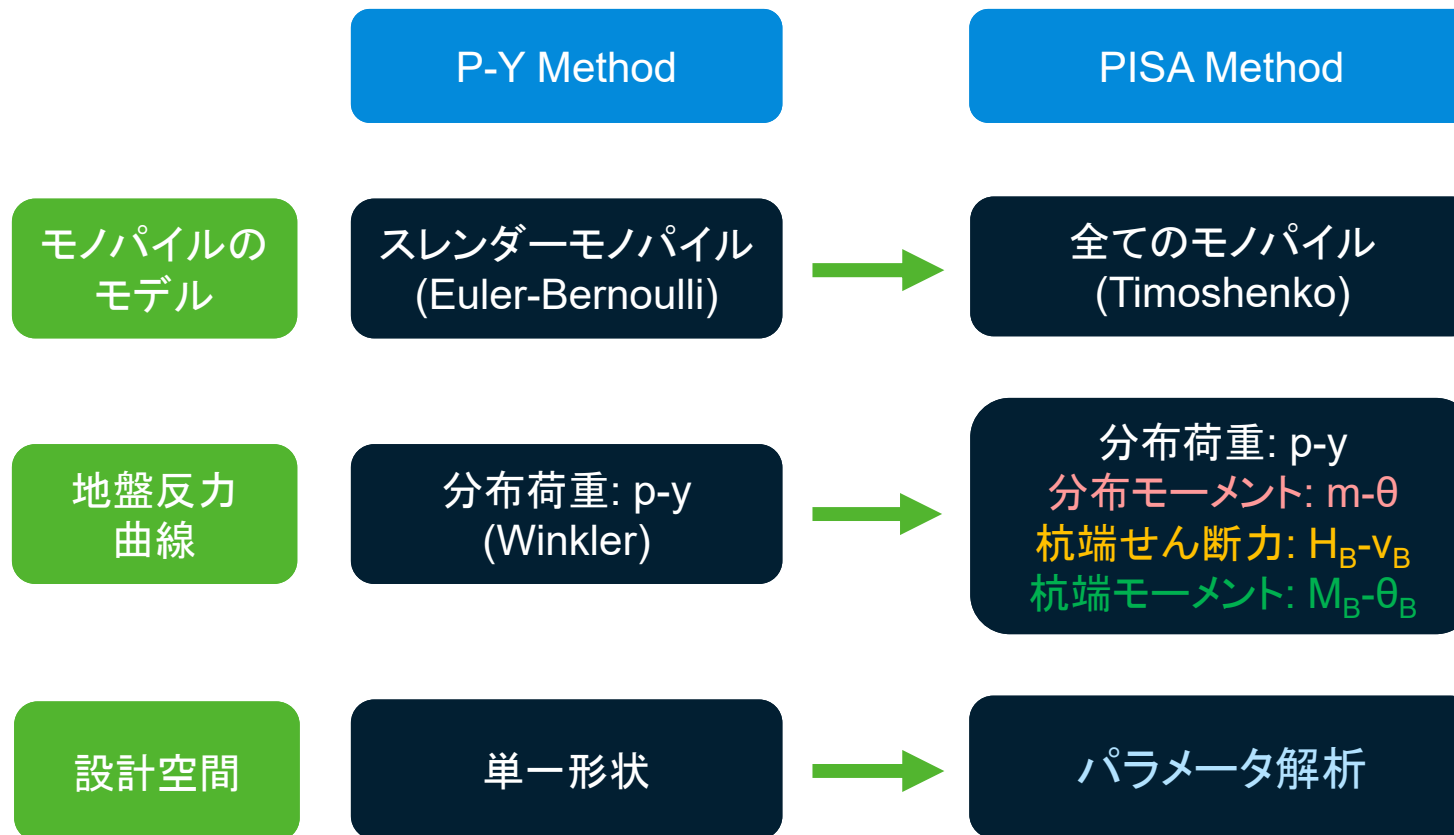 P-Y Method
PISA Method
モノパイルの
モデル
スレンダーモノパイル
(Euler-Bernoulli)
全てのモノパイル
(Timoshenko)
地盤反力
曲線
分布荷重: p-y
(Winkler)
分布荷重: p-y
分布モーメント: m-θ
杭端せん断力: H_B-v_B
杭端モーメント: M_B-θ_B
設計空間
単一形状
パラメータ解析